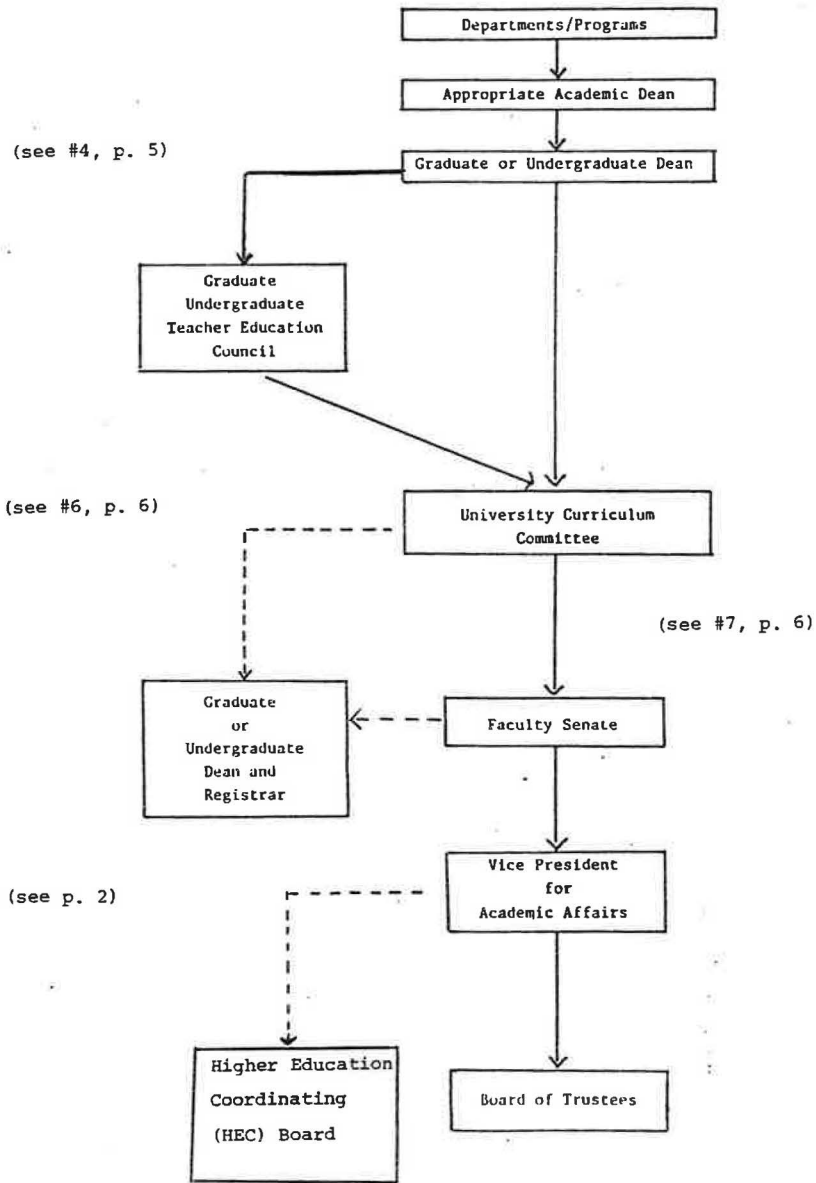 Departments/Programs
Appropriate Academic Dean
(see #4, p. 5)
Graduate or Undergraduate Dean
Graduate
Undergraduate
Teacher Education
Council
(see #6, p. 6)
University Curriculum
Committee
(see #7, p. 6)
Graduate
or
Undergraduate
Dean and
Registrar
Faculty Senate
Vice President
for
Academic Affairs
(see p. 2)
Higher Education
Coordinating
(HEC) Board
Board of Trustees